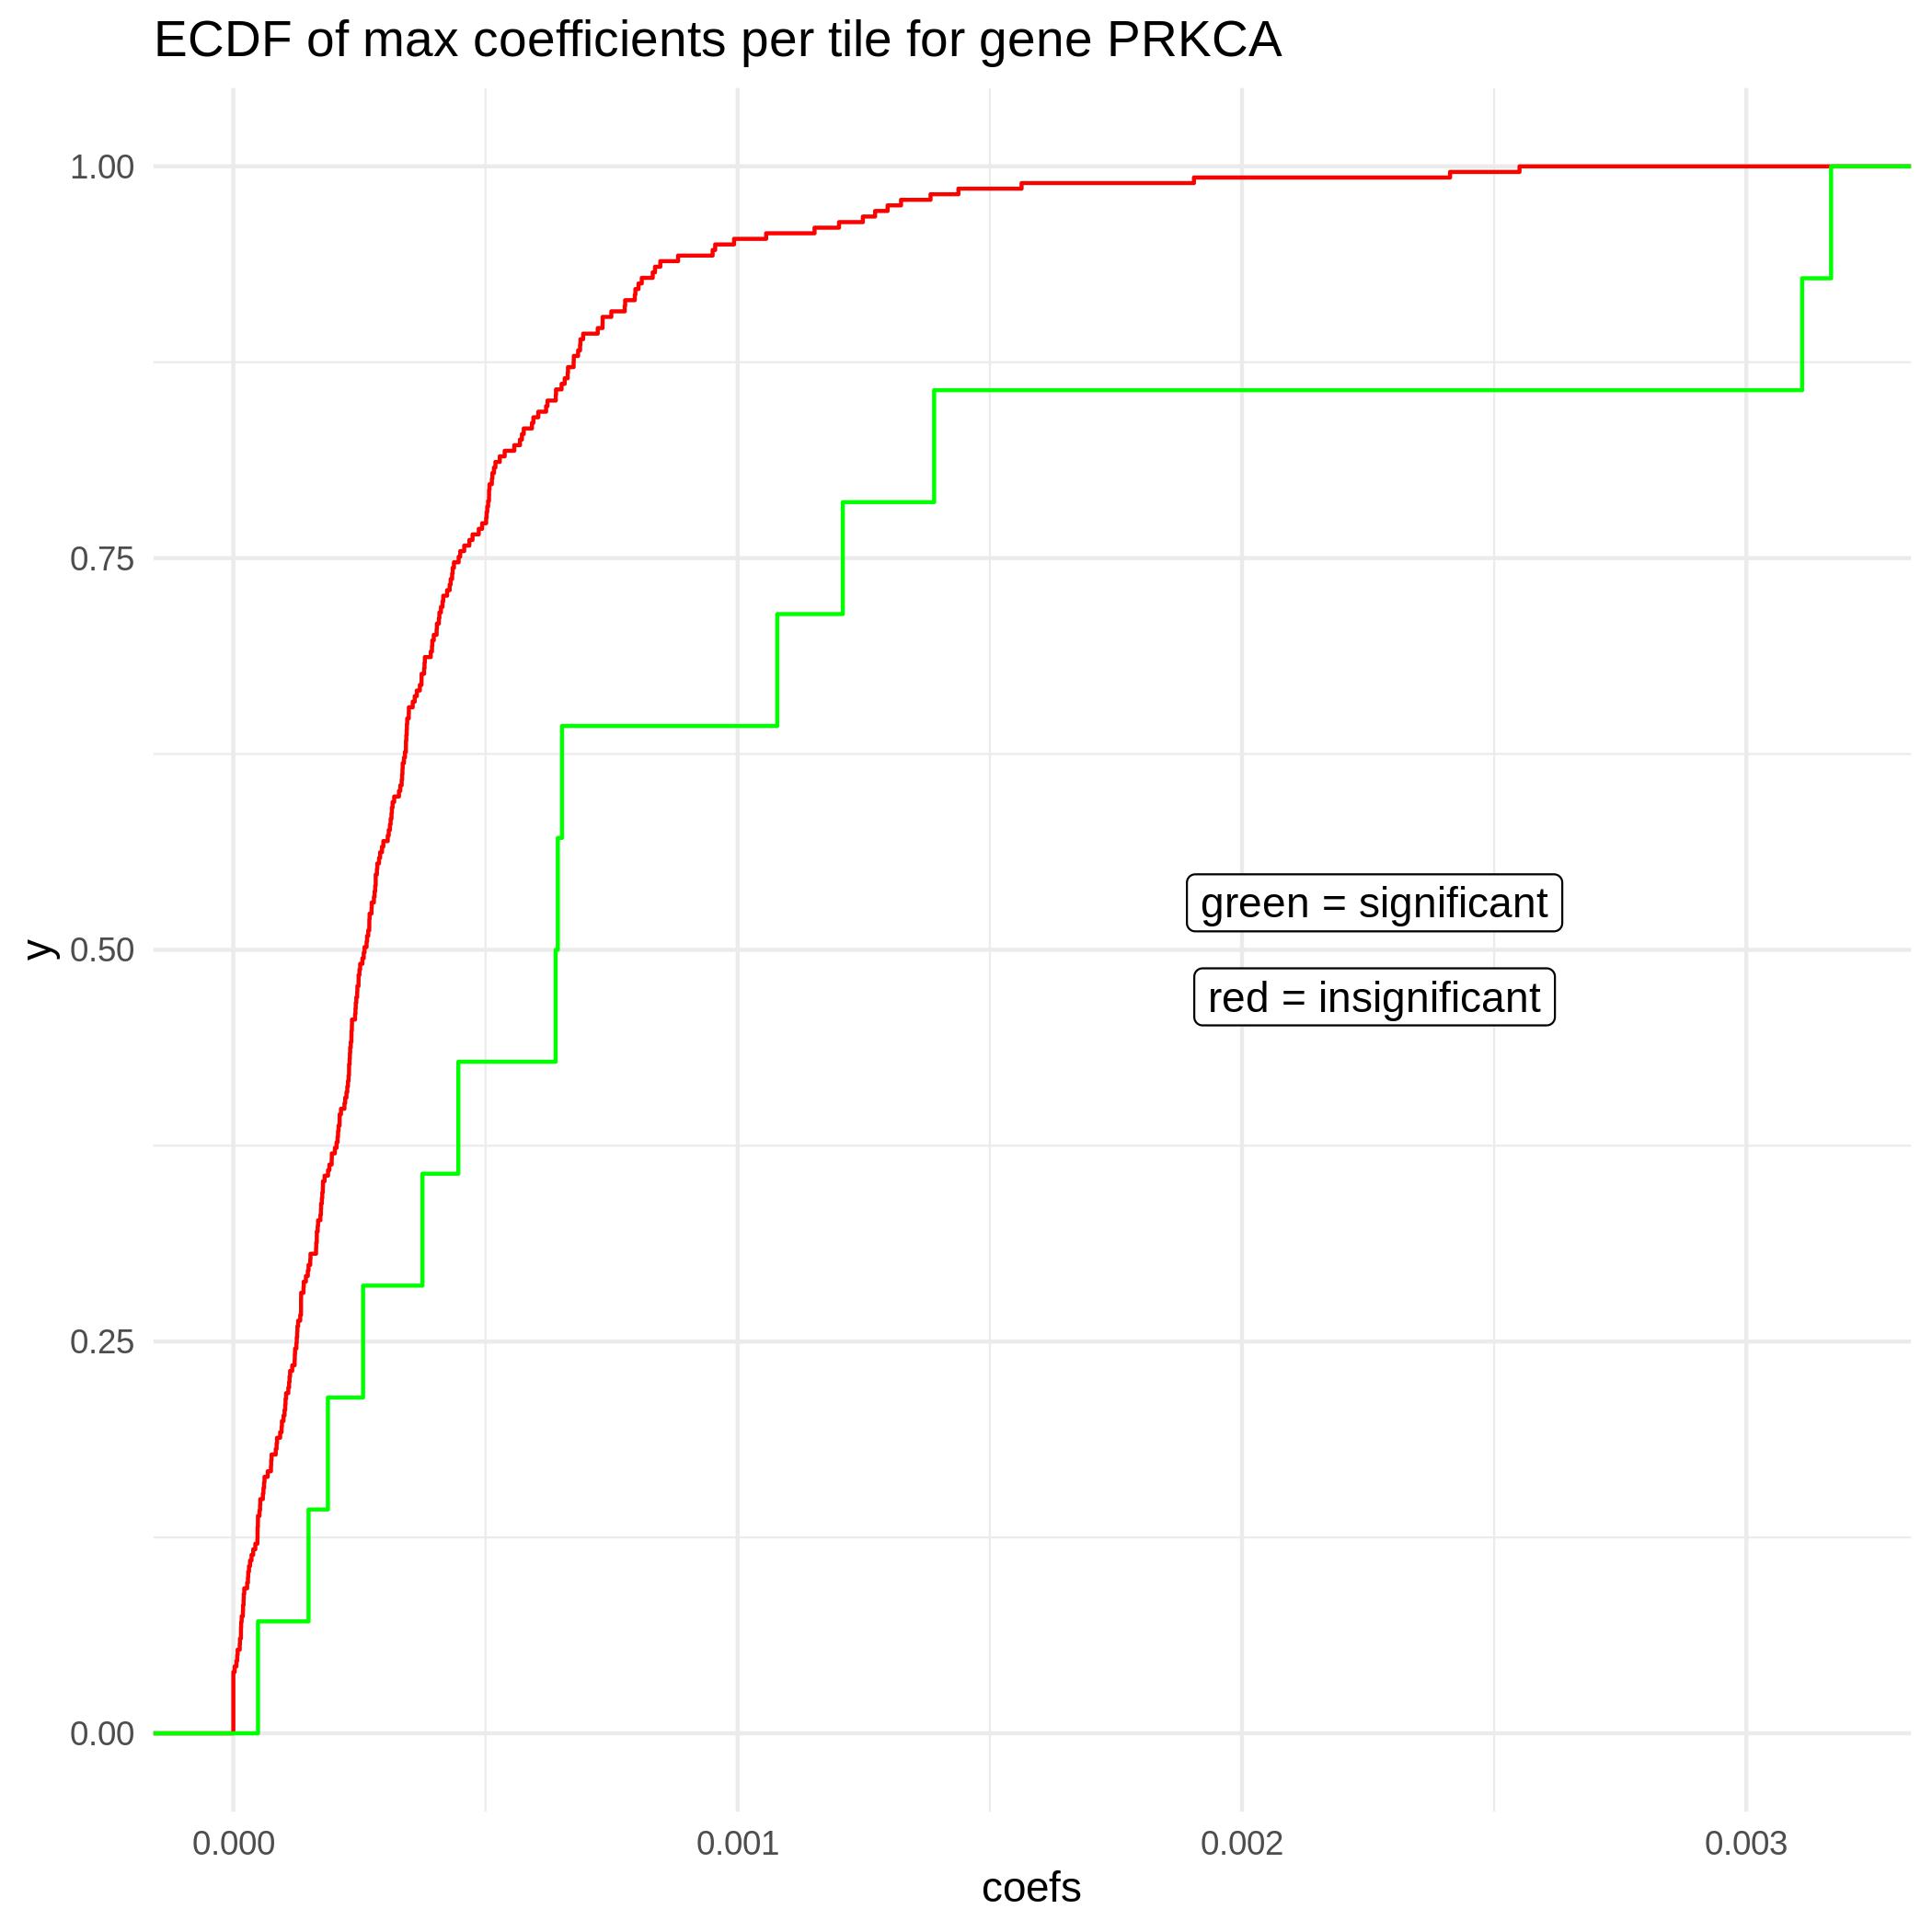 ECDF of max coefficients per tile for gene PRKCA
1.00
0.75
0.50
0.25
0.00
y
green = significant
red = insignificant
0.000
0.001
0.002
0.003
coefs